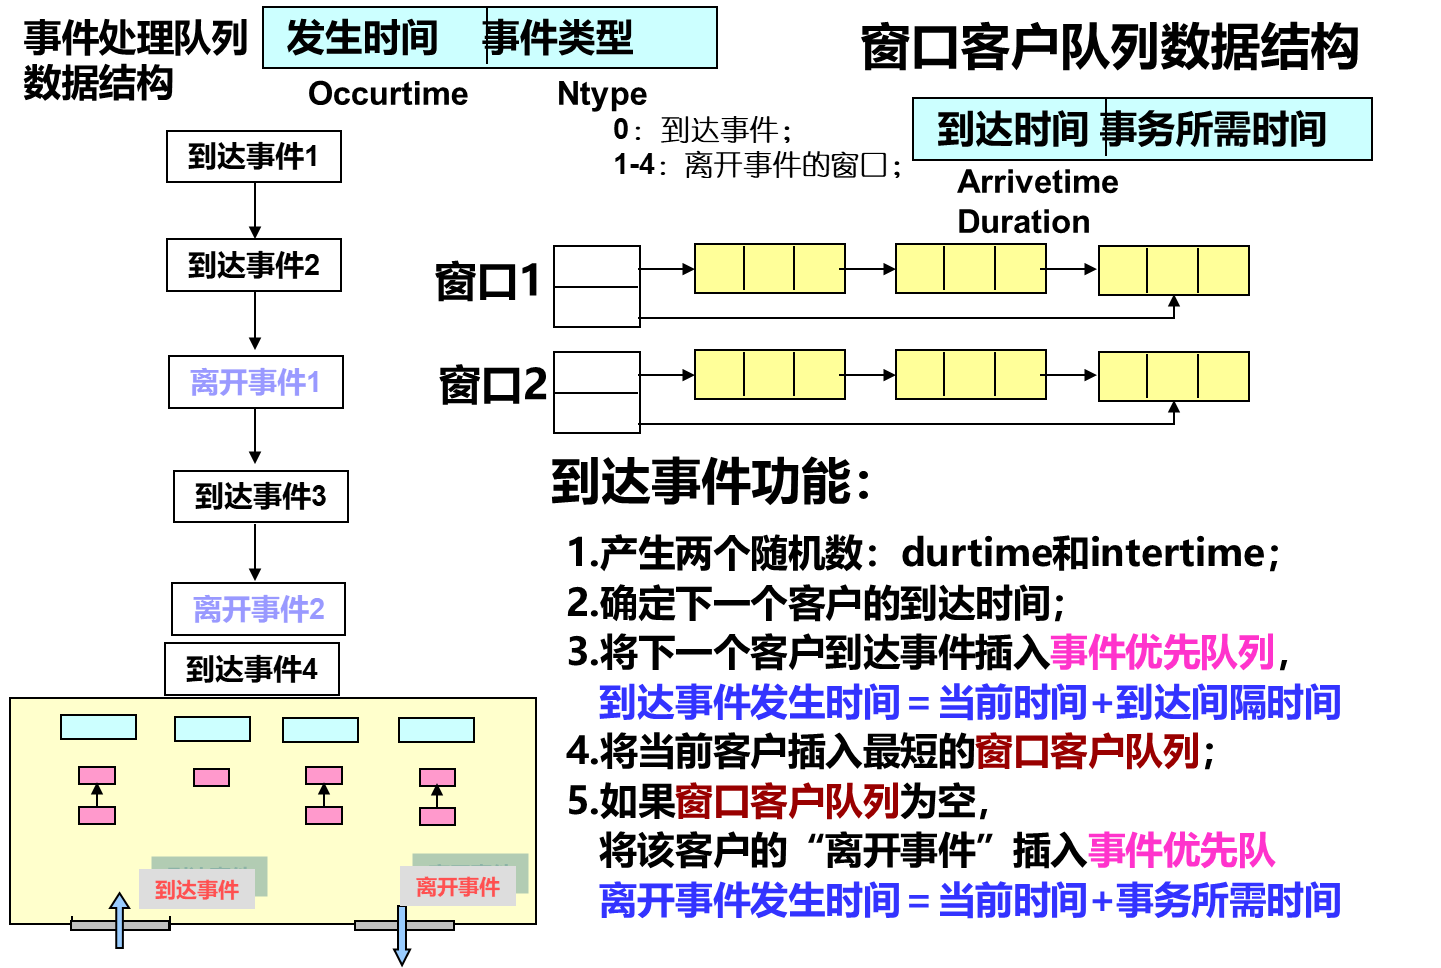 事件处理队列
数据结构
发生时间 事件类型
Occurtime Ntype
0：到达事件；
1-4：离开事件的窗口；
窗口客户队列数据结构
到达时间 事务所需时间
Arrivetime
Duration
到达事件1
到达事件2
离开事件1
到达事件3
离开事件2
到达事件4
窗口1
窗口2
到达事件功能：
1.产生两个随机数：durtime和intertime；
2.确定下一个客户的到达时间；
3.将下一个客户到达事件插入事件优先队列，
到达事件发生时间＝当前时间+到达间隔时间
4.将当前客户插入最短的窗口客户队列；
5.如果窗口客户队列为空，
将该客户的“离开事件”插入事件优先队
离开事件发生时间＝当前时间+事务所需时间
到达事件
离开事件